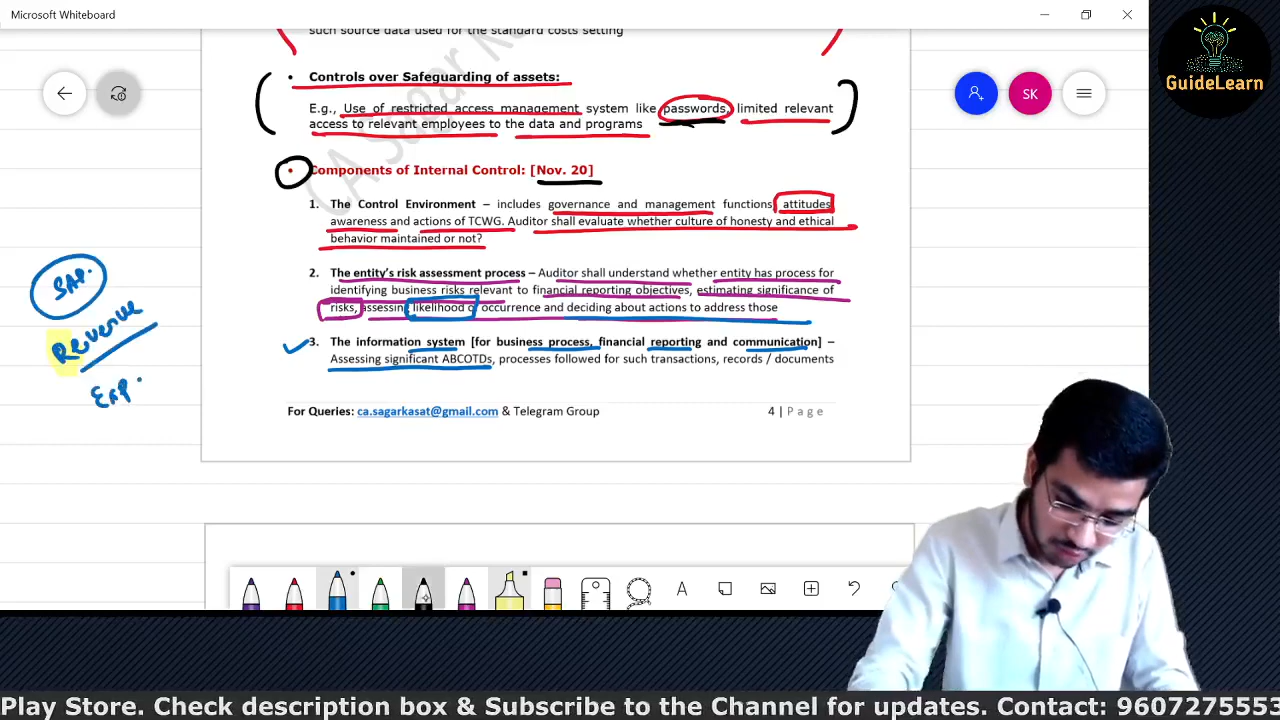 Microsoft Whiteboard
such source data used for the standard costs setting
• Controls over Safeguarding of assets:
E.g., Use of restricted access management system like passwords, limited relevant
access to relevant employees to the data and programs
• Components of Internal Control: [Nov. 20]
1. The Control Environment – includes governance and management functions, attitudes
awareness and actions of TCWG. Auditor shall evaluate whether culture of honesty and ethical
behavior maintained or not?
2. The entity's risk assessment process – Auditor shall understand whether entity has process for
identifying business risks relevant to financial reporting objectives, estimating significance of
risks, assessing likelihood of occurrence and deciding about actions to address those
3. The information system [for business process, financial reporting and communication] –
Assessing significant ABCOTDs, processes followed for such transactions, records / documents
For Queries: ca.sagarkasat@gmail.com & Telegram Group
4 | Page
CA Sagar Ka
SAP.
Revenue
Exp.
SK
GuideLearn
A
Play Store. Check description box & Subscribe to the Channel for updates. Contact: 9607275553